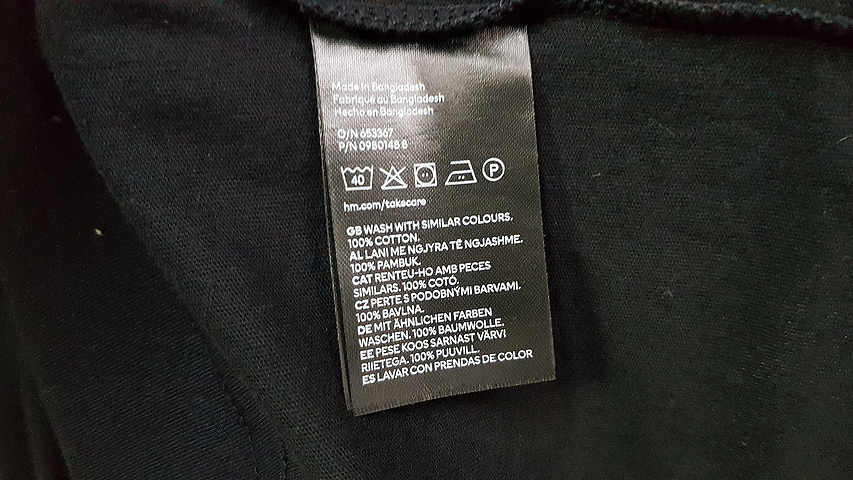 Made in Bangladesh
Fabriqué au Bangladesh
Hecho en Bangladesh
O/N 653367
P/N 0980148 8
40 P
hm.com/takecare
GB WASH WITH SIMILAR COLOURS.
100% COTTON.
AL LANI ME NGJYRA TË NGJASHME.
100% PAMBUK.
CAT RENTEU-HO AMB PECES
SIMILARS. 100% COTÓ.
CZ PERTE S PODOBNÝMI BARVAMI.
100% BAVLNA.
DE MIT ÄHNLICHEN FARBEN
WASCHEN. 100% BAUMWOLLE.
EE PESE KOOS SARNAST VÄRVI
RIIETEGA. 100% PUUVILL.
ES LAVAR CON PRENDAS DE COLOR